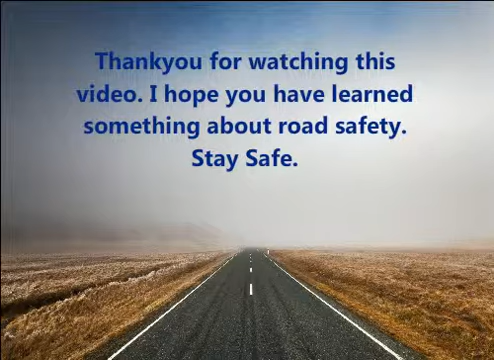 Thankyou for watching this
video. I hope you have learned
something about road safety.
Stay Safe.